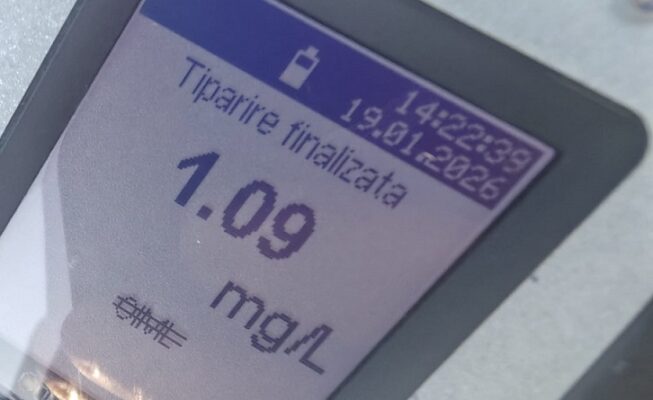 14:22:39
19.01.2026
Tiparire finalizata
1.09
mg/L